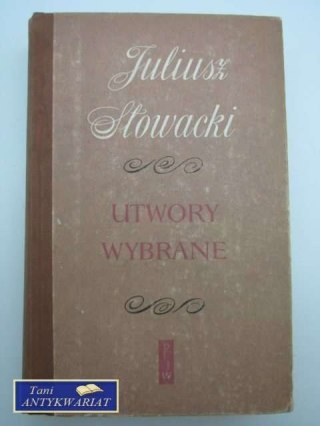 Juliusz
Słowacki
UTWORY
WYBRANE
PIW
Tani
ANTYKWARIAT